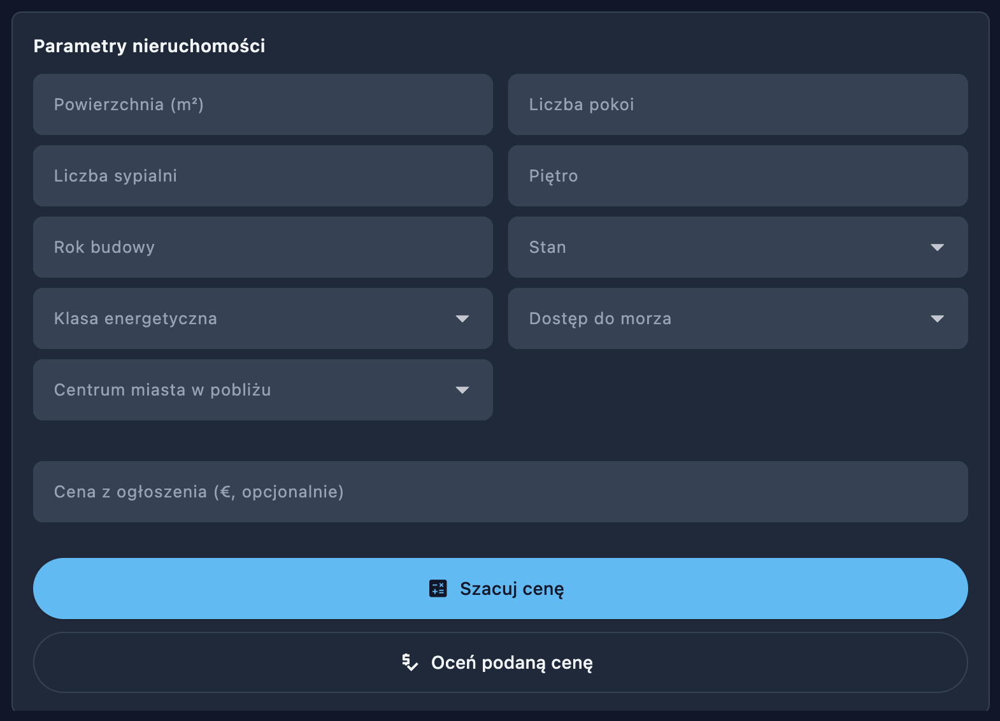 Parametry nieruchomości
Powierzchnia (m²)
Liczba pokoi
Liczba sypialni
Piętro
Rok budowy
Stan
Klasa energetyczna
Dostęp do morza
Centrum miasta w pobliżu
Cena z ogłoszenia (€, opcjonalnie)
Szacuj cenę
Oceń podaną cenę